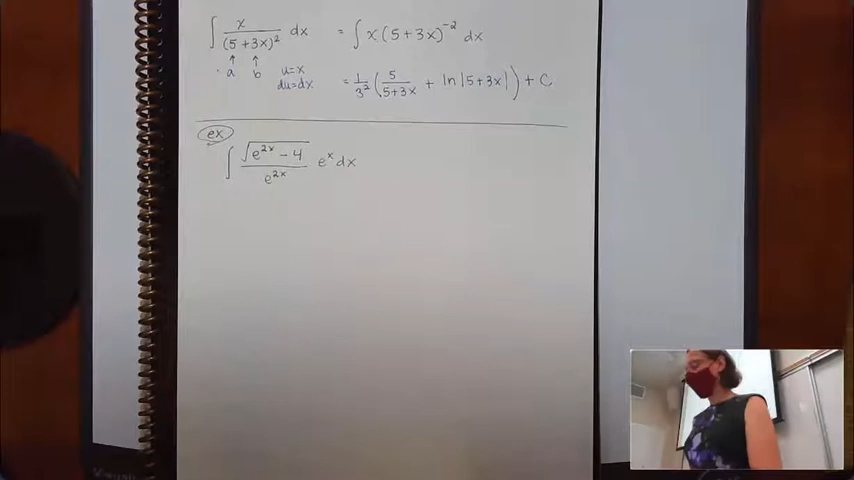 ∫ x/(5+3x)² dx = ∫ x(5+3x)⁻² dx
↑ ↑
a b u=x
du=dx = 1/3² (5/(5+3x) + ln|5+3x|) + C
ex
∫ √(e²ˣ - 4)/e²ˣ eˣ dx